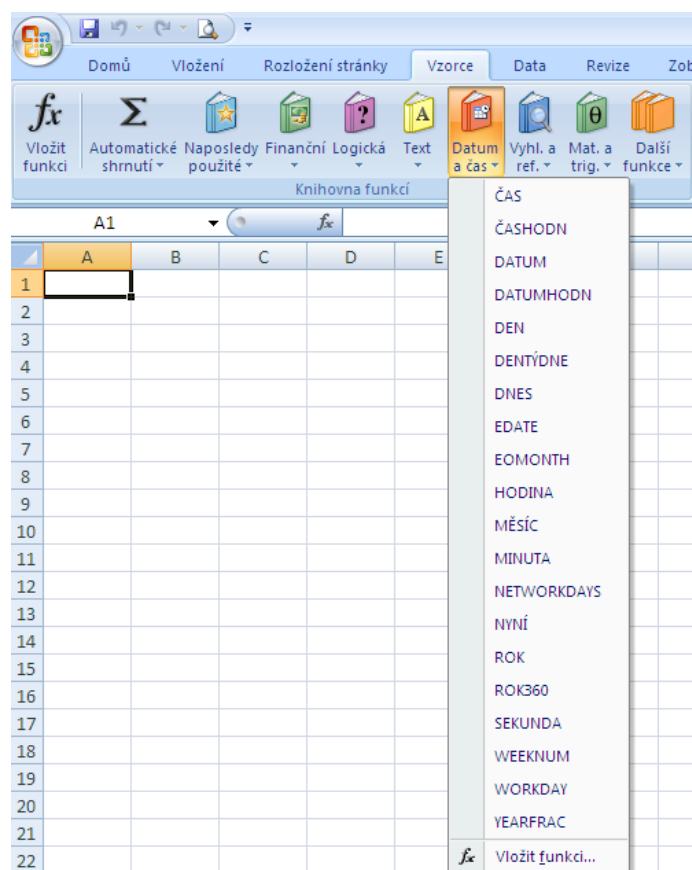 Domů Vložení Rozložení stránky Vzorce Data Revize Zob
fx Σ ? A θ
Vložit Automatické Naposledy Finanční Logická Text Datum Vyhl. a Mat. a Další
funkci shrnutí použité a čas ref. trig. funkce
Knihovna funkcí
A1 fx
A B C D E
1
2
3
4
5
6
7
8
9
10
11
12
13
14
15
16
17
18
19
20
21
22
ČAS
ČASHODN
DATUM
DATUMHODN
DEN
DENTÝDNE
DNES
EDATE
EOMONTH
HODINA
MĚSÍC
MINUTA
NETWORKDAYS
NYNÍ
ROK
ROK360
SEKUNDA
WEEKNUM
WORKDAY
YEARFRAC
fx Vložit funkci...